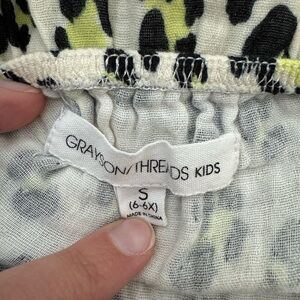 GRAYSON/THREADS KIDS
S
(6-6X)
MADE IN CHINA